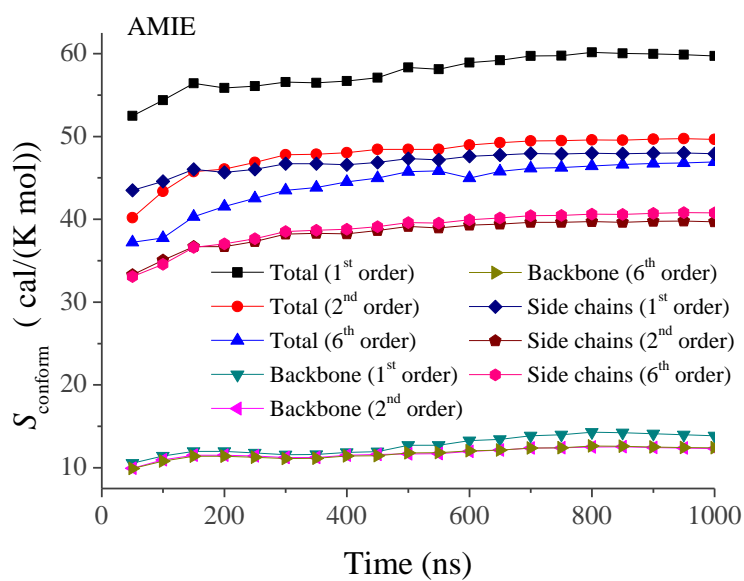 AMIE
60
50
40
30
20
10
S conform ( cal/(K mol))
Total (1st order)
Total (2nd order)
Total (6th order)
Backbone (1st order)
Backbone (2nd order)
Backbone (6th order)
Side chains (1st order)
Side chains (2nd order)
Side chains (6th order)
0 200 400 600 800 1000
Time (ns)